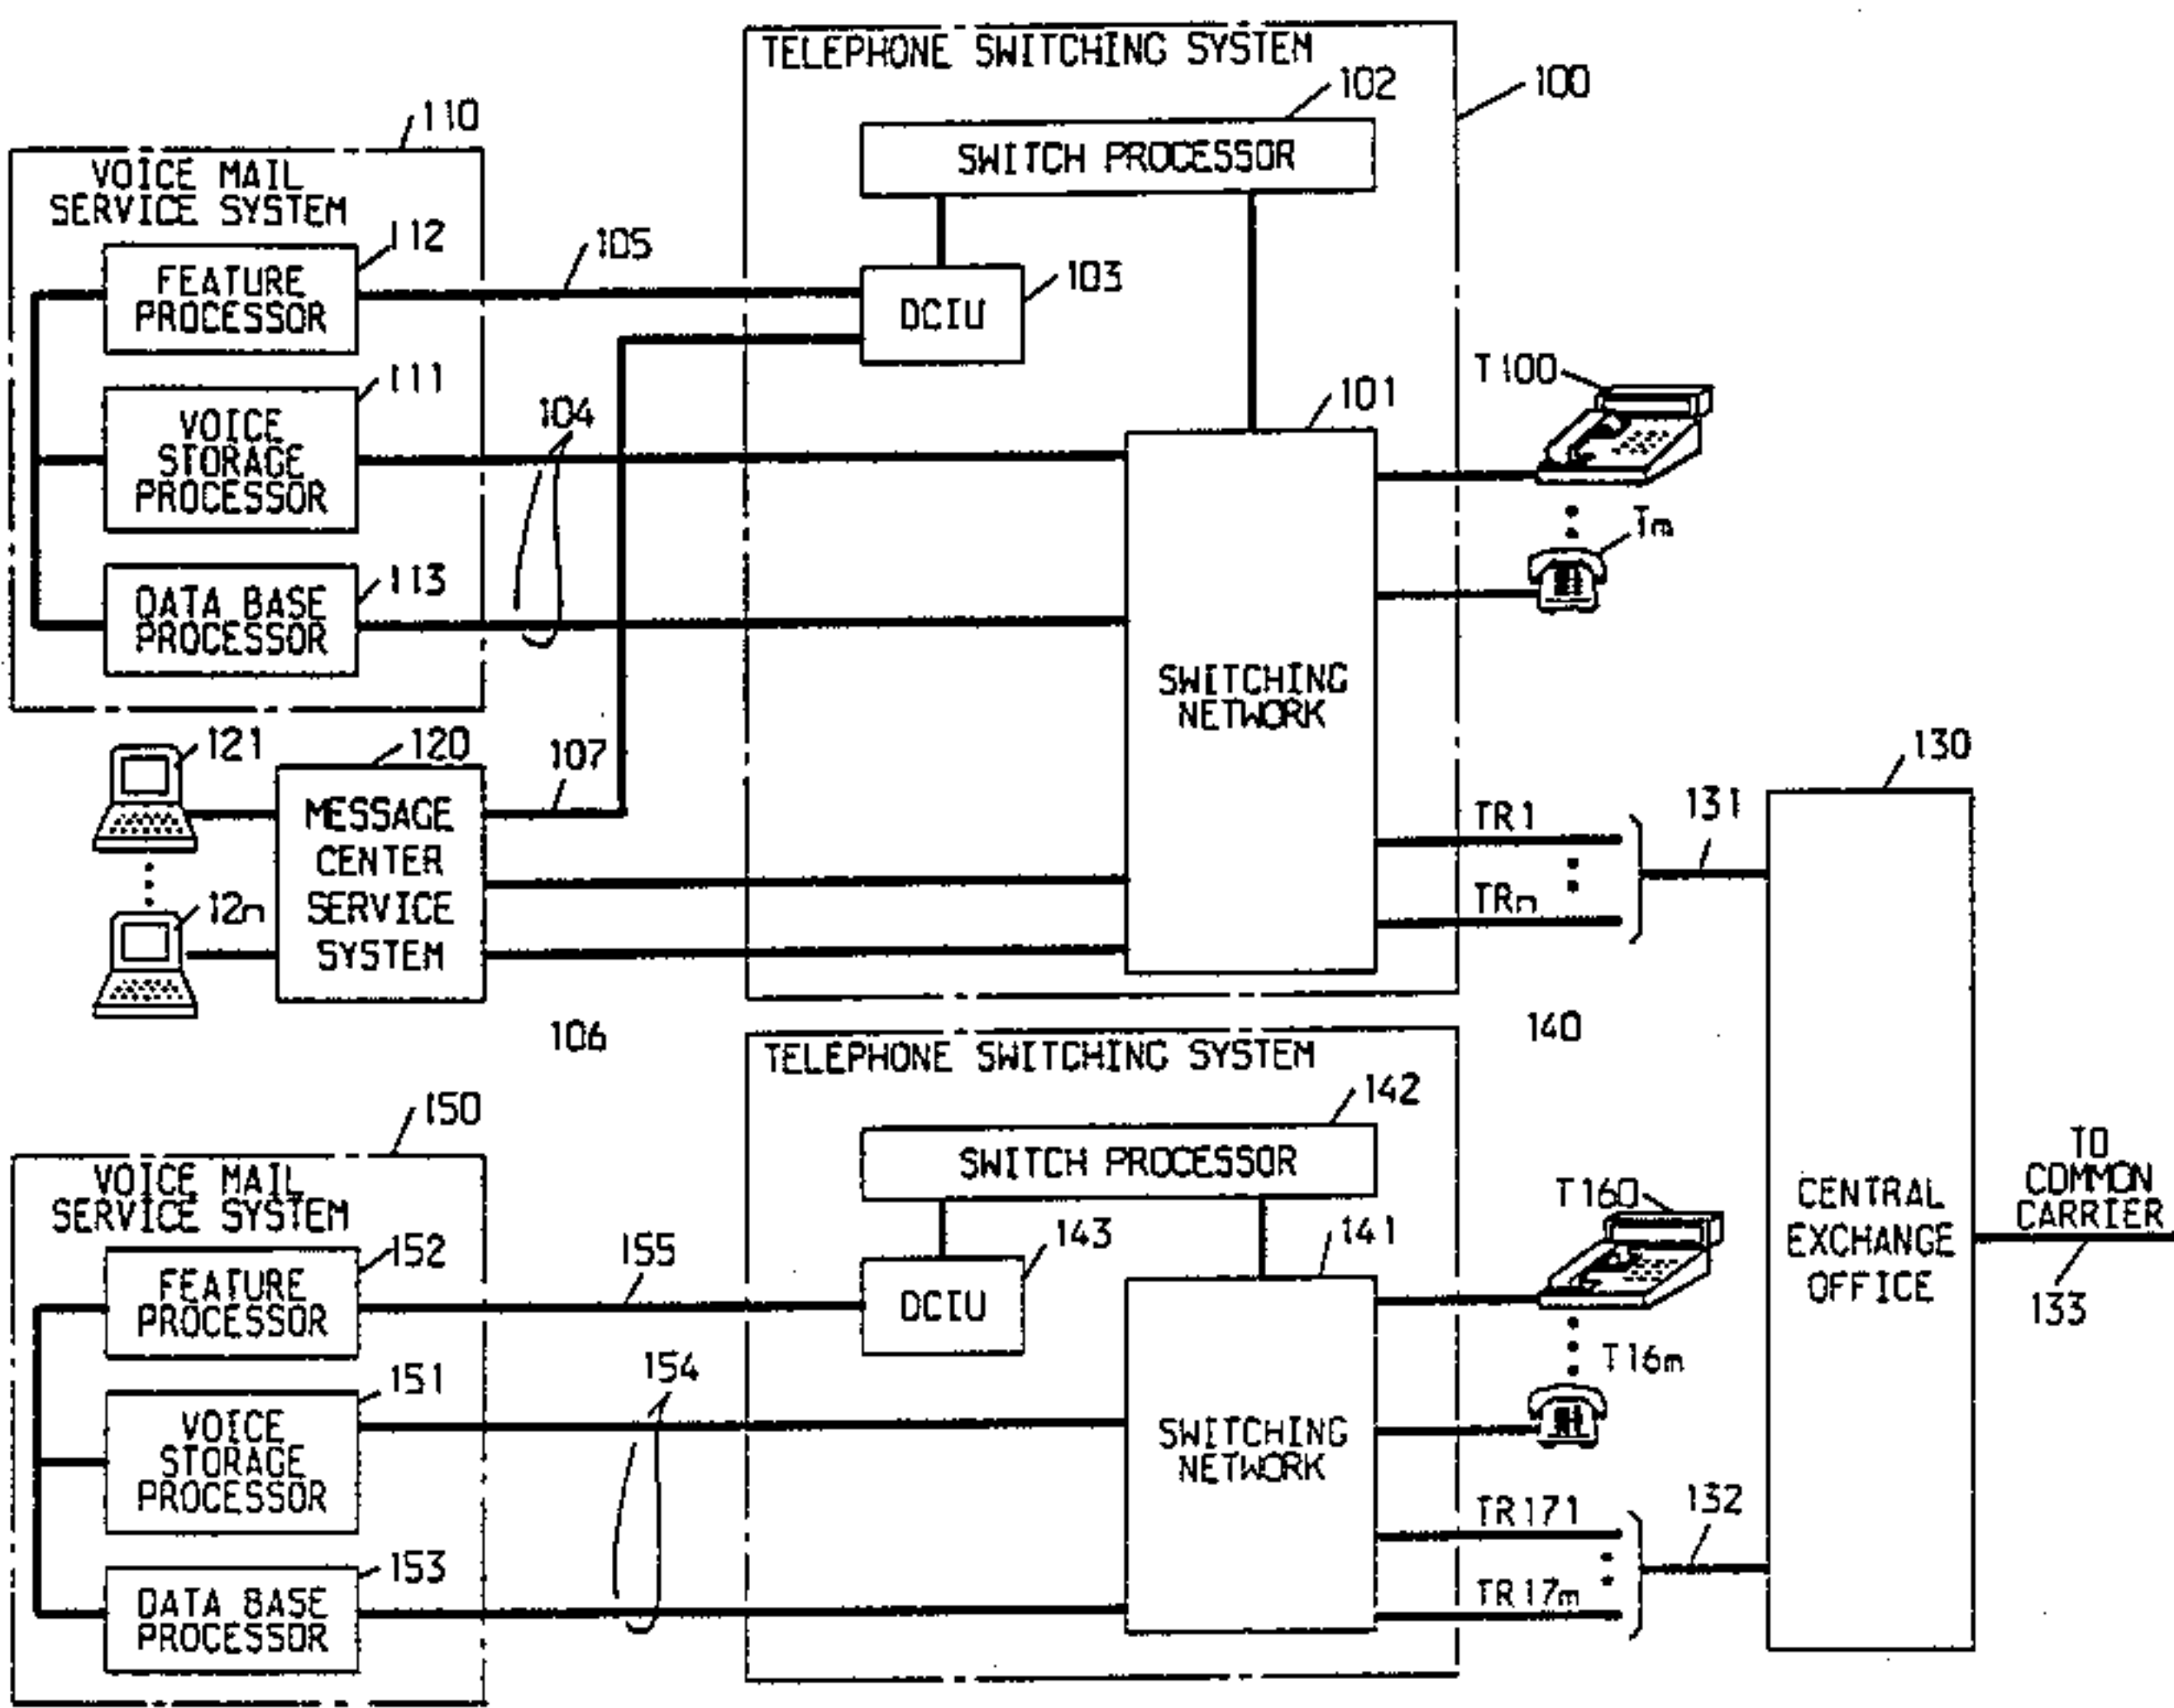 TELEPHONE SWITCHING SYSTEM
100
102
SWITCH PROCESSOR
110
VOICE MAIL
SERVICE SYSTEM
112
FEATURE
PROCESSOR
105
103
DCIU
111
VOICE
STORAGE
PROCESSOR
104
101
SWITCHING
NETWORK
T100
Tm
113
DATA BASE
PROCESSOR
121
120
107
MESSAGE
CENTER
SERVICE
SYSTEM
12n
TR1
TRn
131
130
106
140
TELEPHONE SWITCHING SYSTEM
142
SWITCH PROCESSOR
150
VOICE MAIL
SERVICE SYSTEM
152
FEATURE
PROCESSOR
155
143
DCIU
141
T160
T16m
CENTRAL
EXCHANGE
OFFICE
TO
COMMON
CARRIER
133
151
VOICE
STORAGE
PROCESSOR
154
SWITCHING
NETWORK
TR171
TR17m
132
153
DATA BASE
PROCESSOR